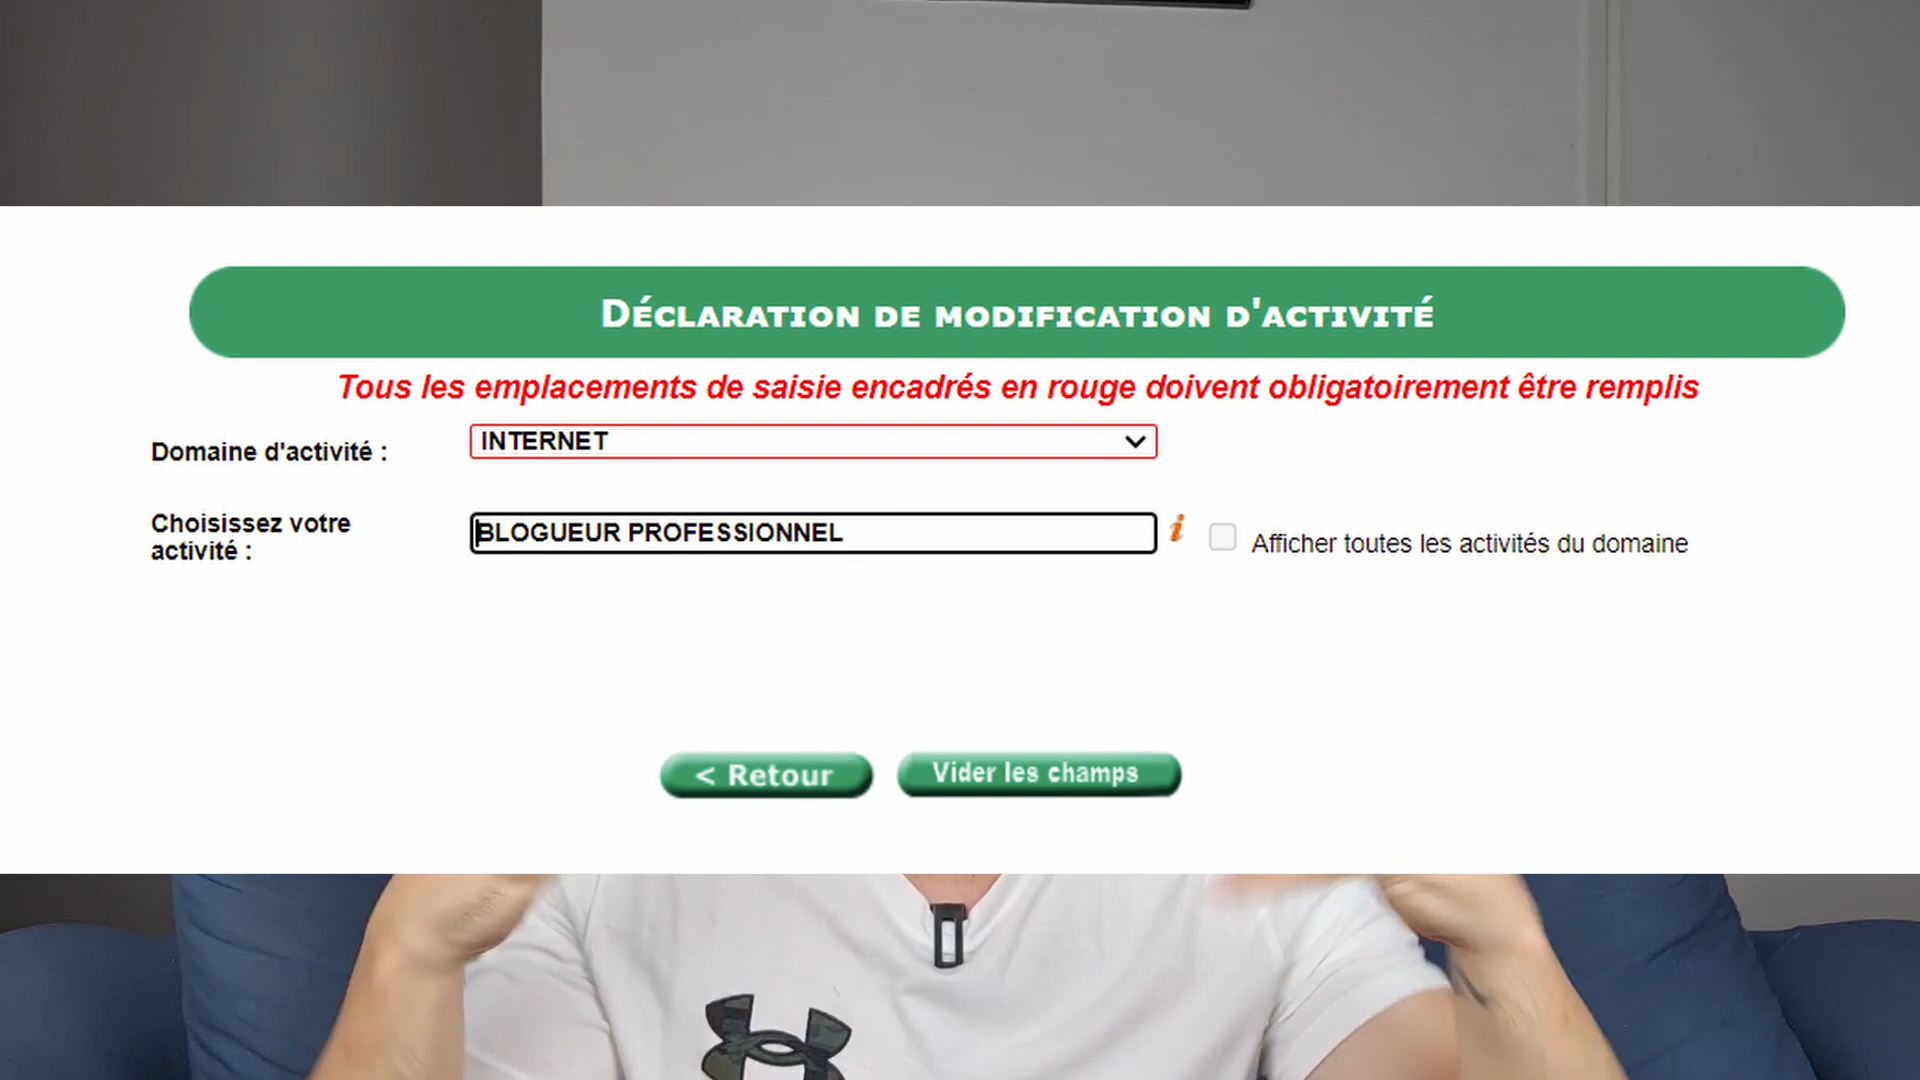 DÉCLARATION DE MODIFICATION D'ACTIVITÉ
Tous les emplacements de saisie encadrés en rouge doivent obligatoirement être remplis
Domaine d'activité :
INTERNET
Choisissez votre
activité :
BLOGUEUR PROFESSIONNEL
i
Afficher toutes les activités du domaine
< Retour
Vider les champs